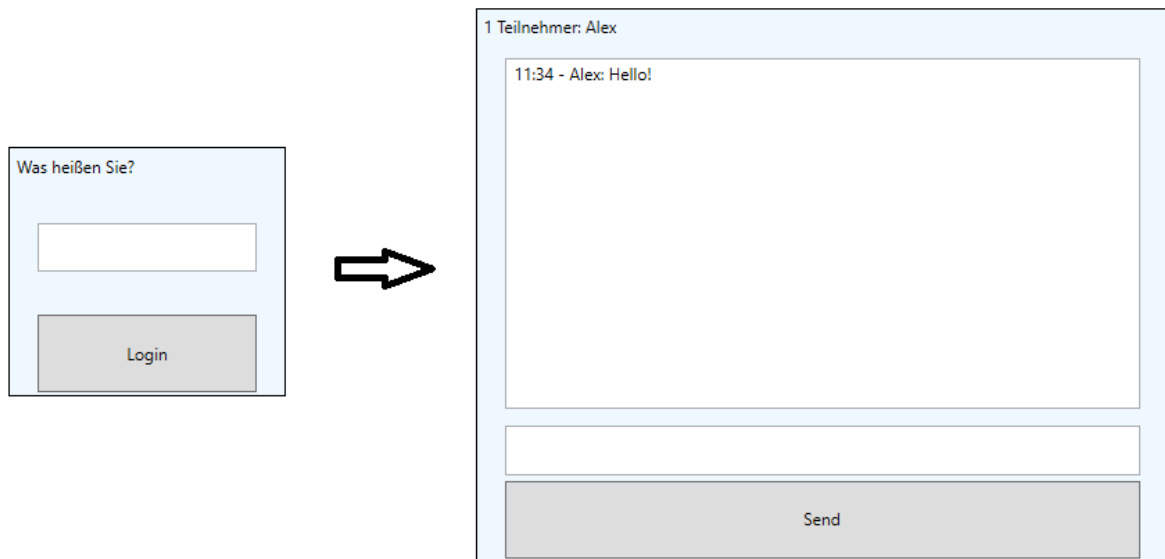 Was heißen Sie?
Login
1 Teilnehmer: Alex
11:34 - Alex: Hello!
Send